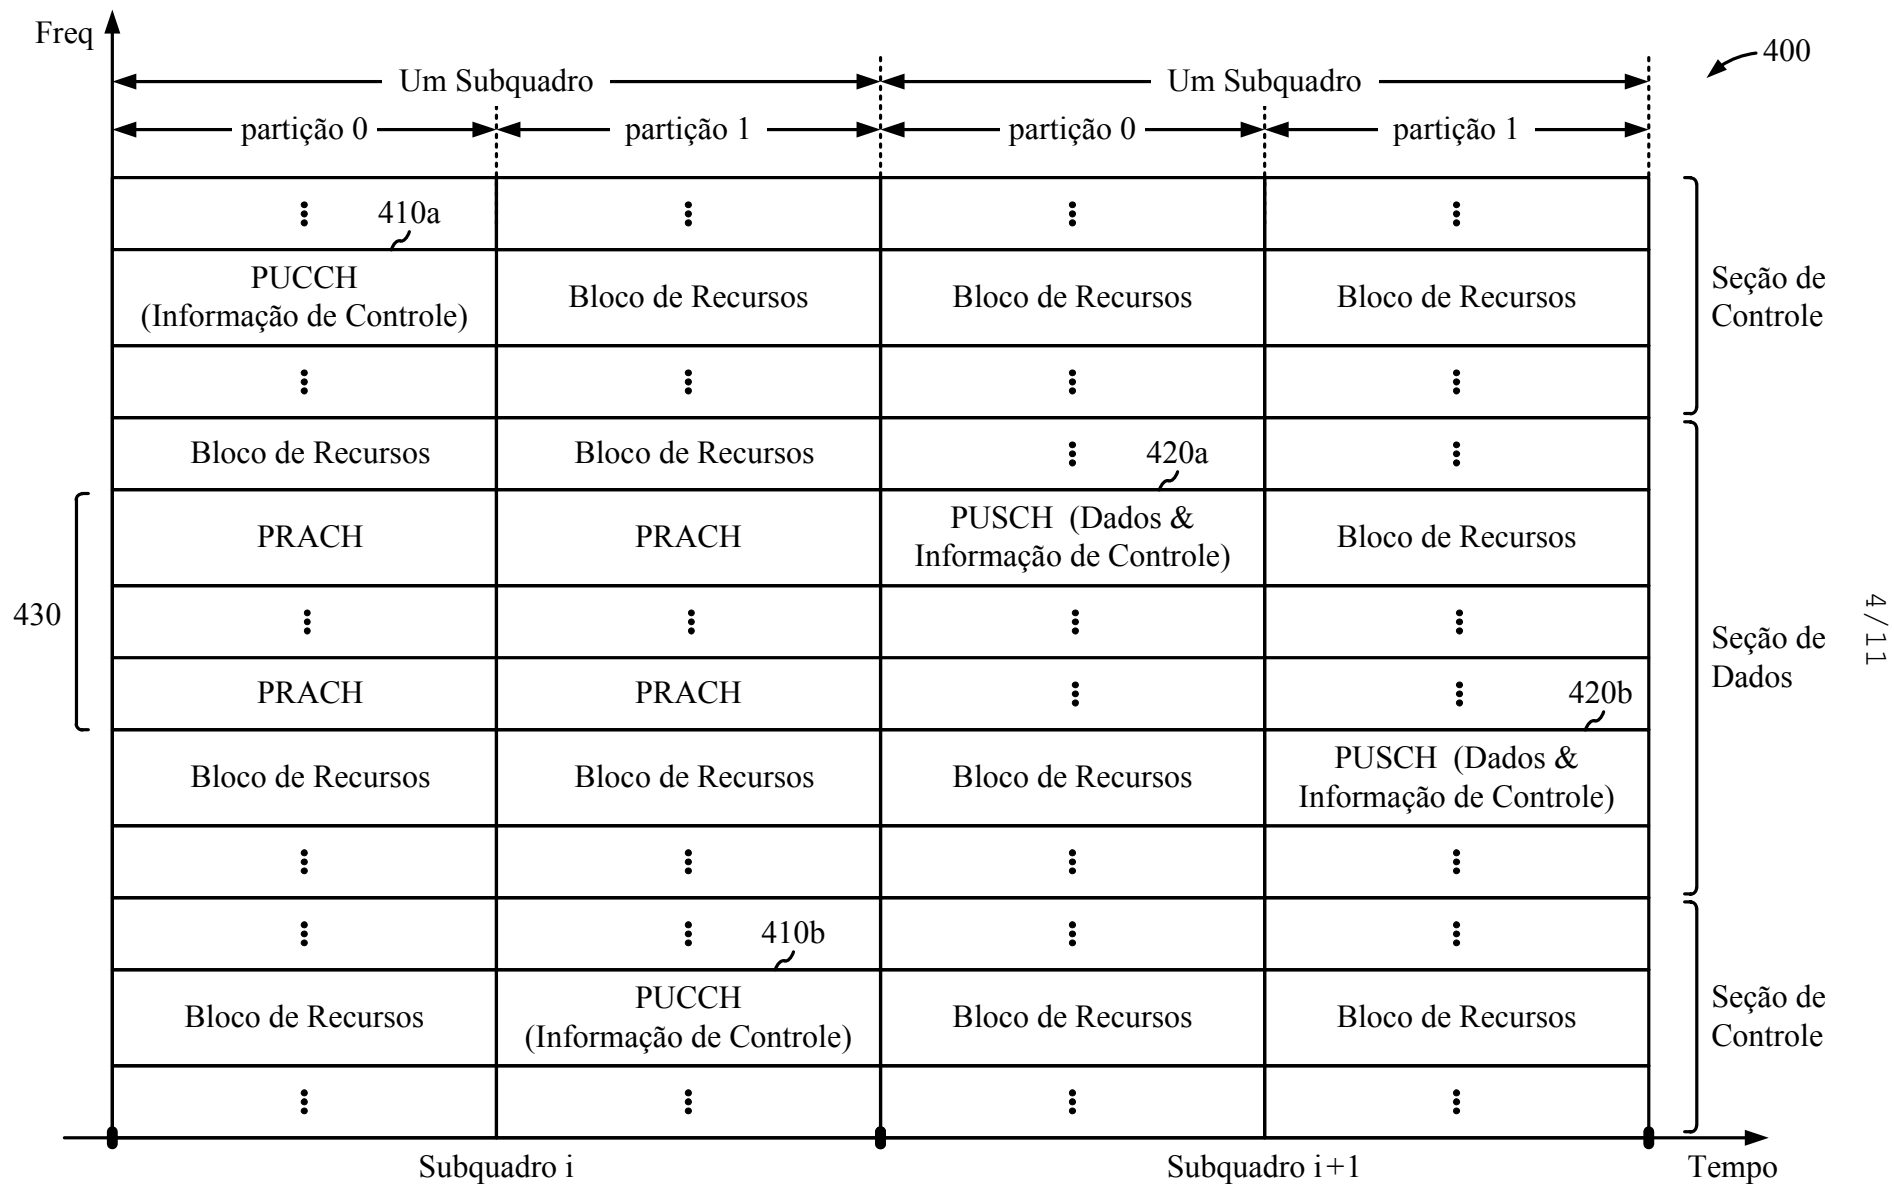 Freq
400
Um Subquadro
Um Subquadro
partição 0
partição 1
partição 0
partição 1
410a
PUCCH
(Informação de Controle)
Bloco de Recursos
Bloco de Recursos
Bloco de Recursos
Seção de
Controle
Bloco de Recursos
Bloco de Recursos
420a
PRACH
PRACH
PUSCH (Dados &
Informação de Controle)
Bloco de Recursos
430
Seção de
Dados
4/11
PRACH
PRACH
420b
Bloco de Recursos
Bloco de Recursos
Bloco de Recursos
PUSCH (Dados &
Informação de Controle)
410b
Bloco de Recursos
PUCCH
(Informação de Controle)
Bloco de Recursos
Bloco de Recursos
Seção de
Controle
Subquadro i
Subquadro i+1
Tempo